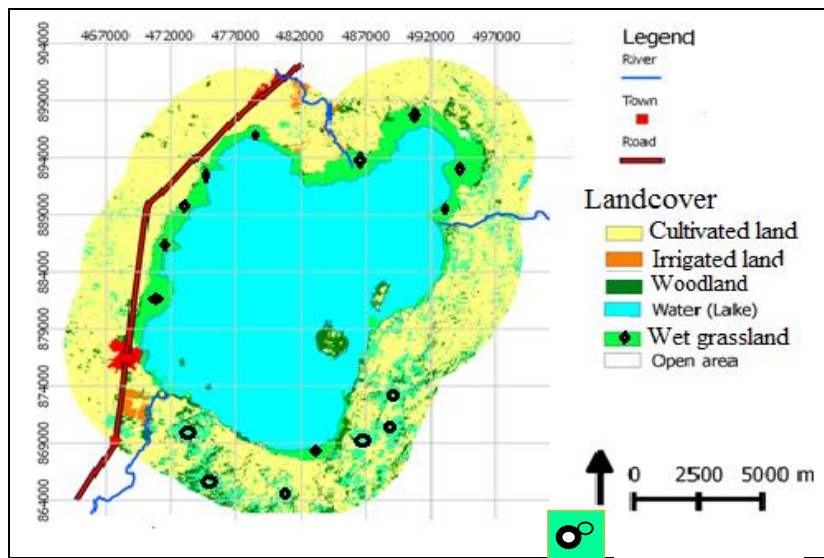 467000 472000 477000 482000 487000 492000 497000
904000
899000
894000
889000
884000
879000
874000
869000
864000
Legend
River
Town
Road
Landcover
Cultivated land
Irrigated land
Woodland
Water (Lake)
Wet grassland
Open area
0 2500 5000 m